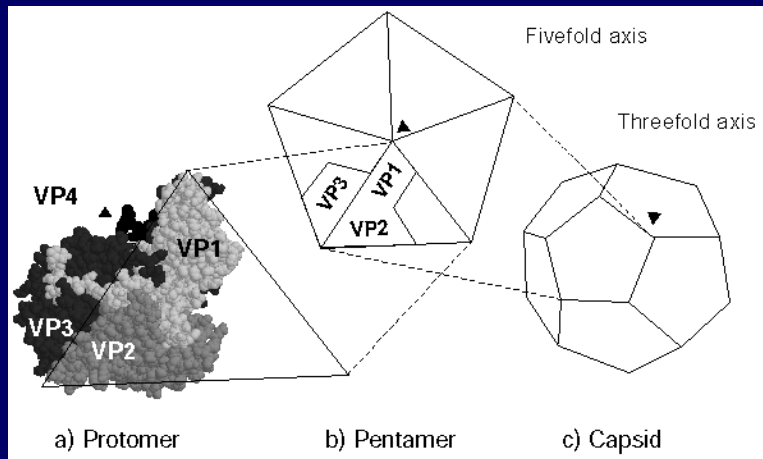 Fivefold axis
Threefold axis
VP4
VP1
VP3
VP2
VP3
VP1
VP2
a) Protomer
b) Pentamer
c) Capsid